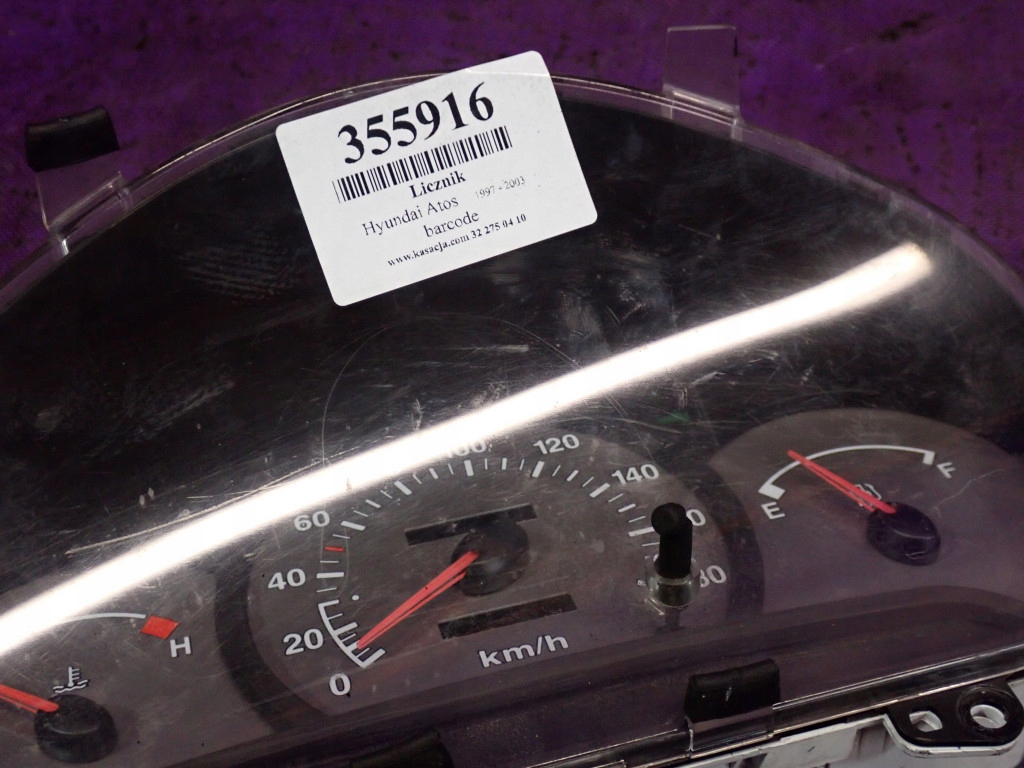 355916
Licznik
Hyundai Atos 1997 - 2003
barcode
www.kasacja.com 32 275 04 10
100
120
140
60
40
20
0
km/h
E
F
H